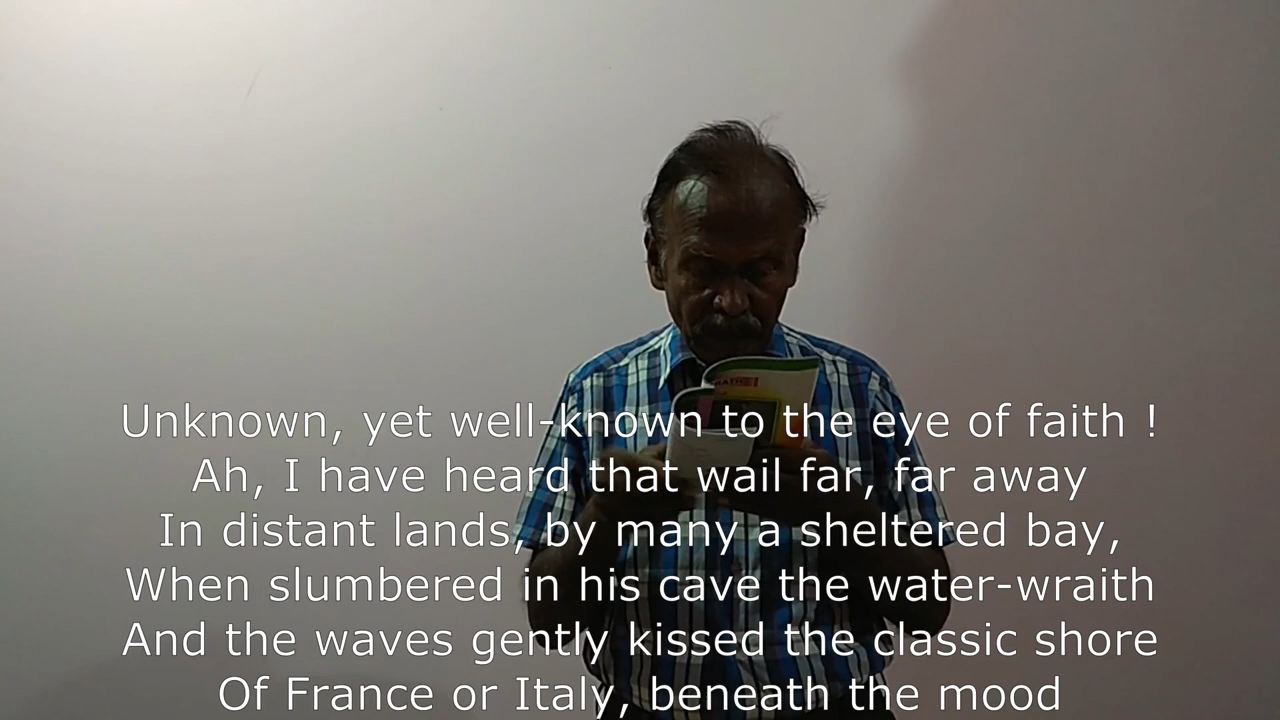 Unknown, yet well-known to the eye of faith !
Ah, I have heard that wail far, far away
In distant lands, by many a sheltered bay,
When slumbered in his cave the water-wraith
And the waves gently kissed the classic shore
Of France or Italy, beneath the mood